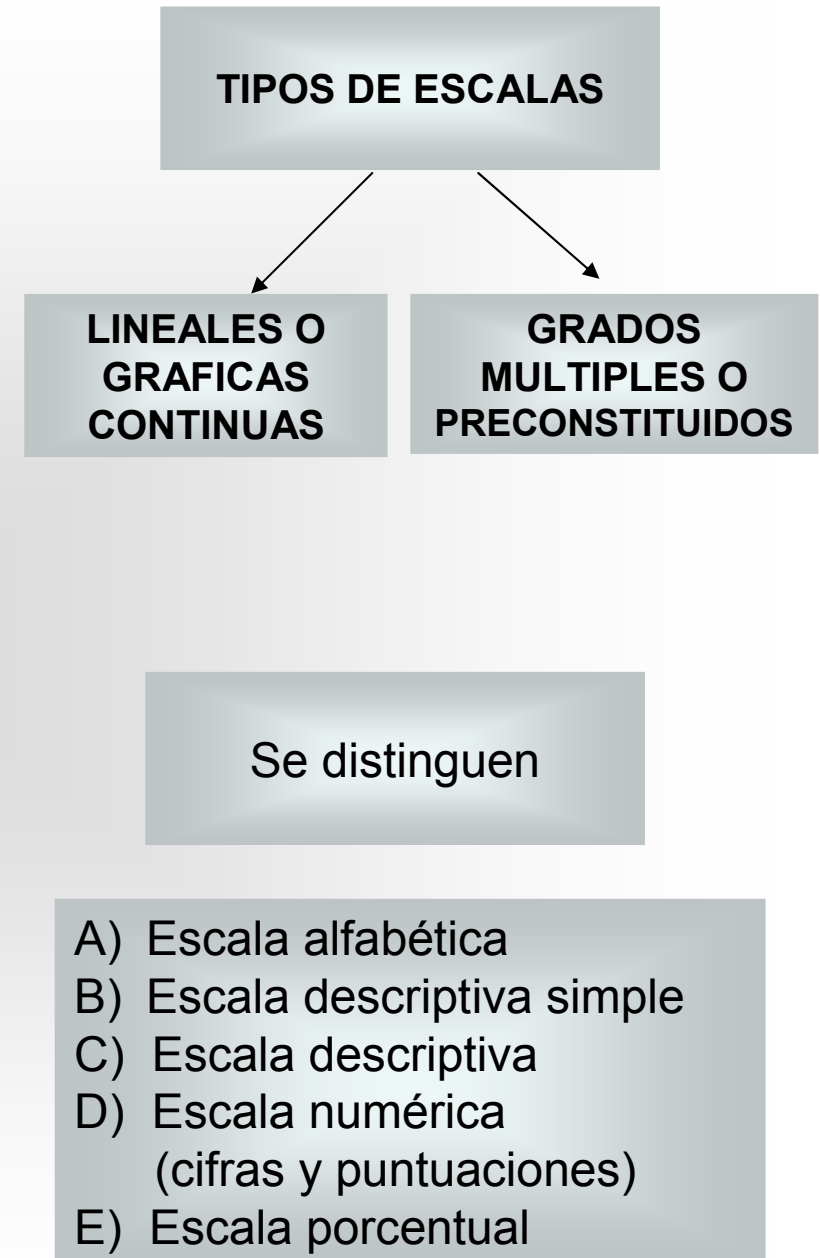 TIPOS DE ESCALAS
LINEALES O
GRAFICAS
CONTINUAS
GRADOS
MULTIPLES O
PRECONSTITUIDOS
Se distinguen
A) Escala alfabética
B) Escala descriptiva simple
C) Escala descriptiva
D) Escala numérica
(cifras y puntuaciones)
E) Escala porcentual